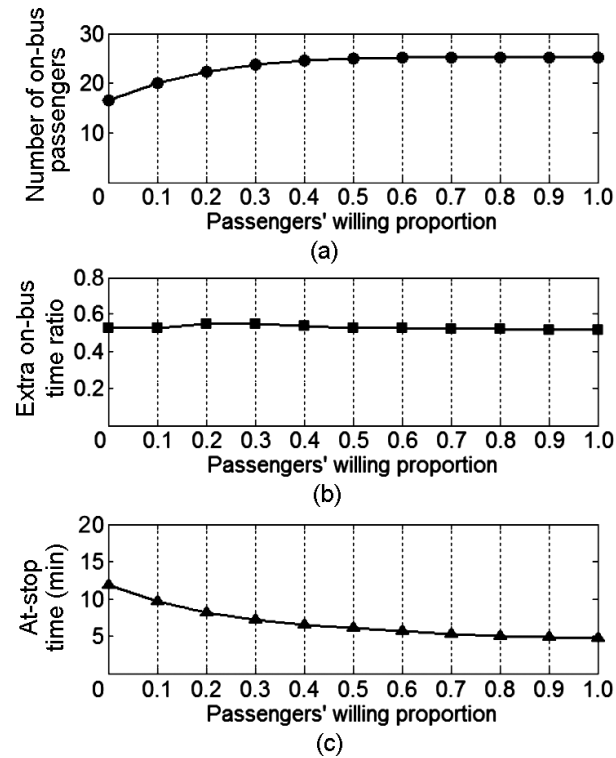 Number of on-bus
passengers
30
20
10
0 0.1 0.2 0.3 0.4 0.5 0.6 0.7 0.8 0.9 1.0
Passengers' willing proportion
(a)
Extra on-bus
time ratio
0.8
0.6
0.4
0.2
0 0.1 0.2 0.3 0.4 0.5 0.6 0.7 0.8 0.9 1.0
Passengers' willing proportion
(b)
At-stop
time (min)
20
15
10
5
0 0.1 0.2 0.3 0.4 0.5 0.6 0.7 0.8 0.9 1.0
Passengers' willing proportion
(c)